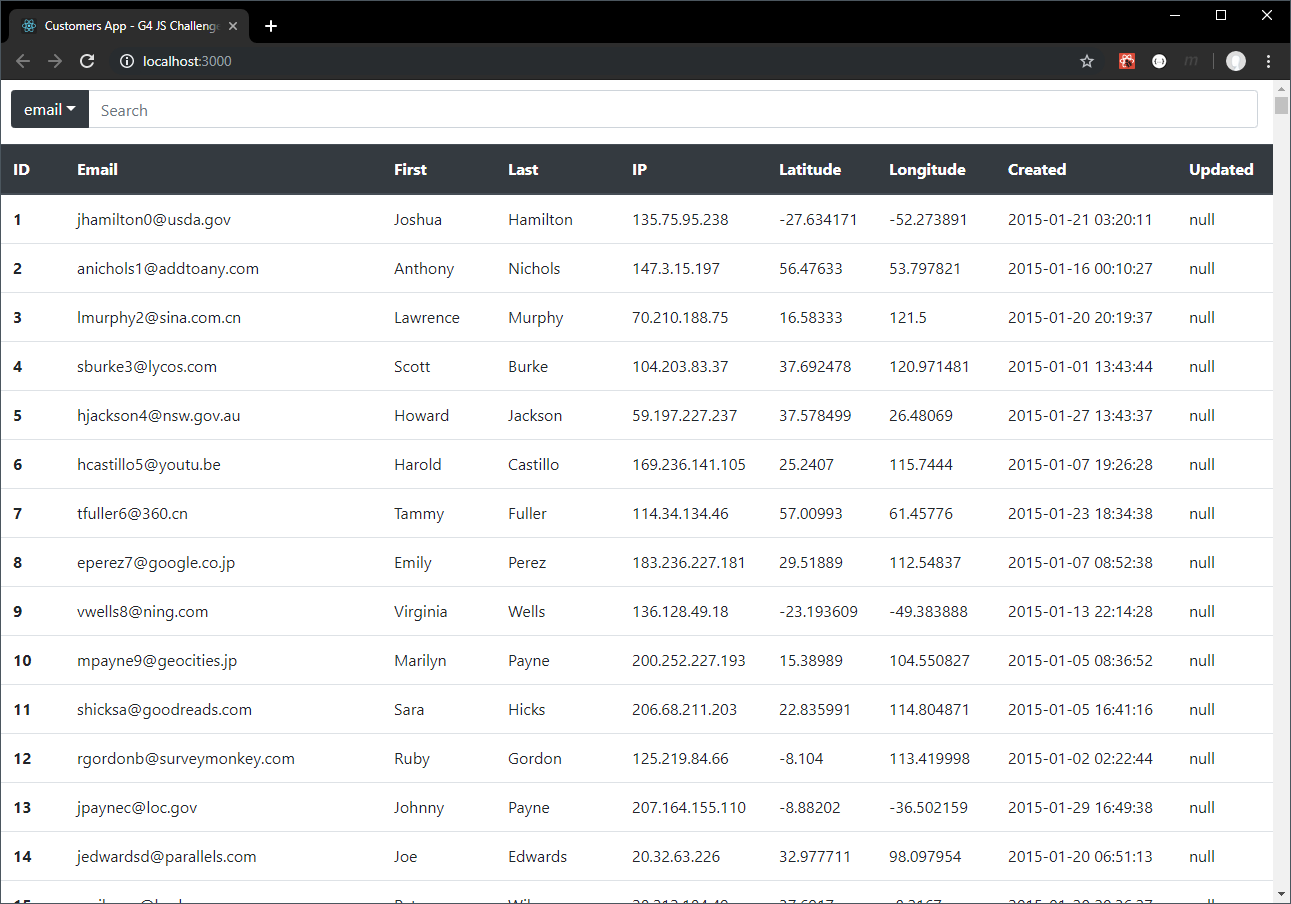 Customers App - G4 JS Challenge
localhost:3000
email Search
ID Email First Last IP Latitude Longitude Created Updated
1 jhamilton0@usda.gov Joshua Hamilton 135.75.95.238 -27.634171 -52.273891 2015-01-21 03:20:11 null
2 anichols1@addtoany.com Anthony Nichols 147.3.15.197 56.47633 53.797821 2015-01-16 00:10:27 null
3 lmurphy2@sina.com.cn Lawrence Murphy 70.210.188.75 16.58333 121.5 2015-01-20 20:19:37 null
4 sburke3@lycos.com Scott Burke 104.203.83.37 37.692478 120.971481 2015-01-01 13:43:44 null
5 hjackson4@nsw.gov.au Howard Jackson 59.197.227.237 37.578499 26.48069 2015-01-27 13:43:37 null
6 hcastillo5@youtu.be Harold Castillo 169.236.141.105 25.2407 115.7444 2015-01-07 19:26:28 null
7 tfuller6@360.cn Tammy Fuller 114.34.134.46 57.00993 61.45776 2015-01-23 18:34:38 null
8 eperez7@google.co.jp Emily Perez 183.236.227.181 29.51889 112.54837 2015-01-07 08:52:38 null
9 vwells8@ning.com Virginia Wells 136.128.49.18 -23.193609 -49.383888 2015-01-13 22:14:28 null
10 mpayne9@geocities.jp Marilyn Payne 200.252.227.193 15.38989 104.550827 2015-01-05 08:36:52 null
11 shicksa@goodreads.com Sara Hicks 206.68.211.203 22.835991 114.804871 2015-01-05 16:41:16 null
12 rgordonb@surveymonkey.com Ruby Gordon 125.219.84.66 -8.104 113.419998 2015-01-02 02:22:44 null
13 jpaynec@loc.gov Johnny Payne 207.164.155.110 -8.88202 -36.502159 2015-01-29 16:49:38 null
14 jedwardsd@parallels.com Joe Edwards 20.32.63.226 32.977711 98.097954 2015-01-20 06:51:13 null